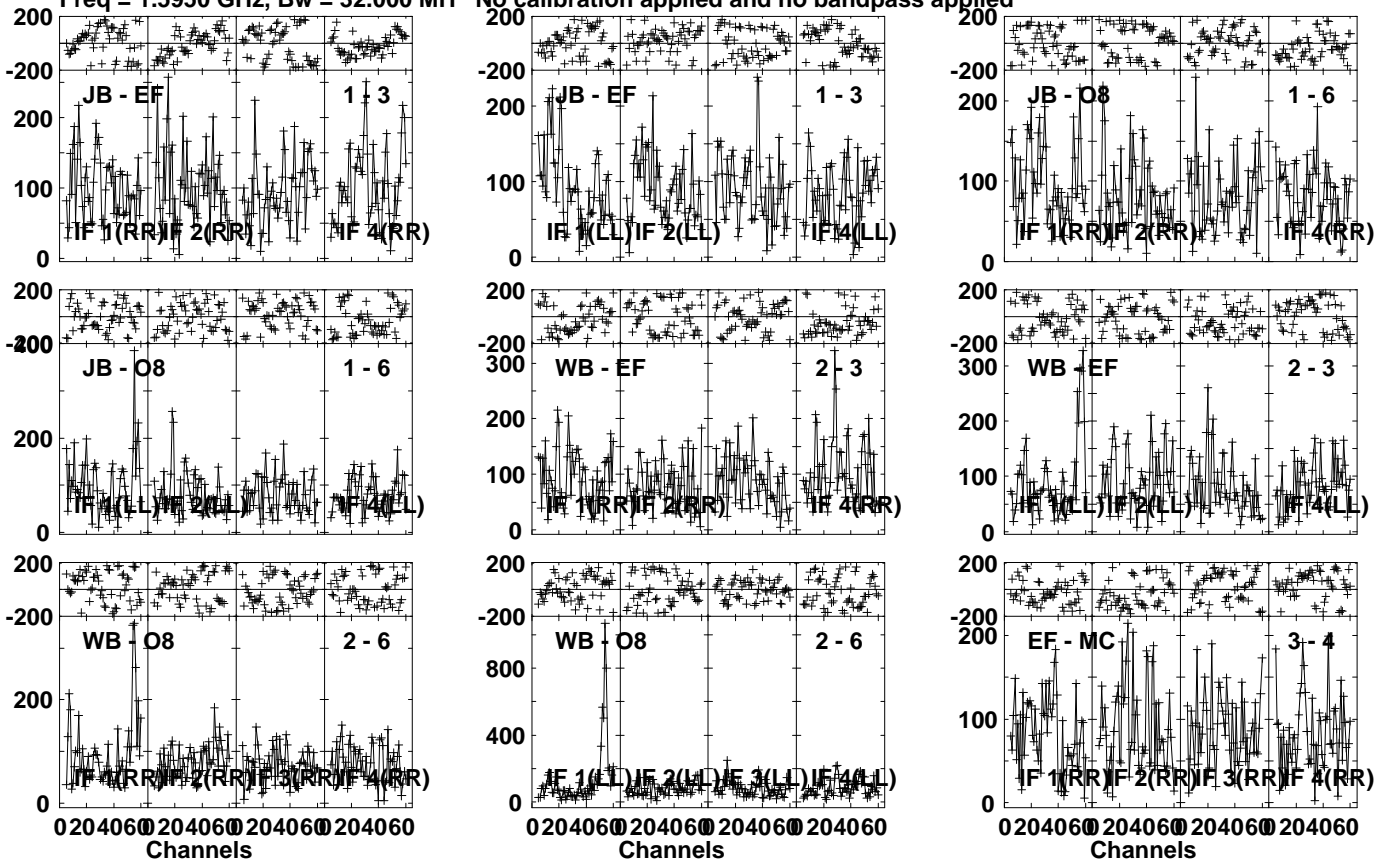 Freq = 1.5950 GHz, Bw = 32.000 MH No calibration applied and no bandpass applied
200
-200
200
100
0
JB - EF
1 - 3
IF 1(RR)
IF 2(RR)
IF 4(RR)
200
-200
200
100
0
JB - EF
1 - 3
IF 1(LL)
IF 2(LL)
IF 4(LL)
200
-200
200
100
0
JB - O8
1 - 6
IF 1(RR)
IF 2(RR)
IF 4(RR)
200
-200
400
200
0
JB - O8
1 - 6
IF 1(LL)
IF 2(LL)
IF 4(LL)
200
-200
300
200
100
0
WB - EF
2 - 3
IF 1(RR)
IF 2(RR)
IF 4(RR)
200
-200
300
200
100
0
WB - EF
2 - 3
IF 1(LL)
IF 2(LL)
IF 4(LL)
200
-200
200
0
WB - O8
2 - 6
IF 1(RR)
IF 2(RR)
IF 3(RR)
IF 4(RR)
0 20 40 60 0 20 40 60 0 20 40 60 0 20 40 60
Channels
200
-200
800
400
0
WB - O8
2 - 6
IF 1(LL)
IF 2(LL)
IF 3(LL)
IF 4(LL)
0 20 40 60 0 20 40 60 0 20 40 60 0 20 40 60
Channels
200
-200
200
100
0
EF - MC
3 - 4
IF 1(RR)
IF 2(RR)
IF 3(RR)
IF 4(RR)
0 20 40 60 0 20 40 60 0 20 40 60 0 20 40 60
Channels